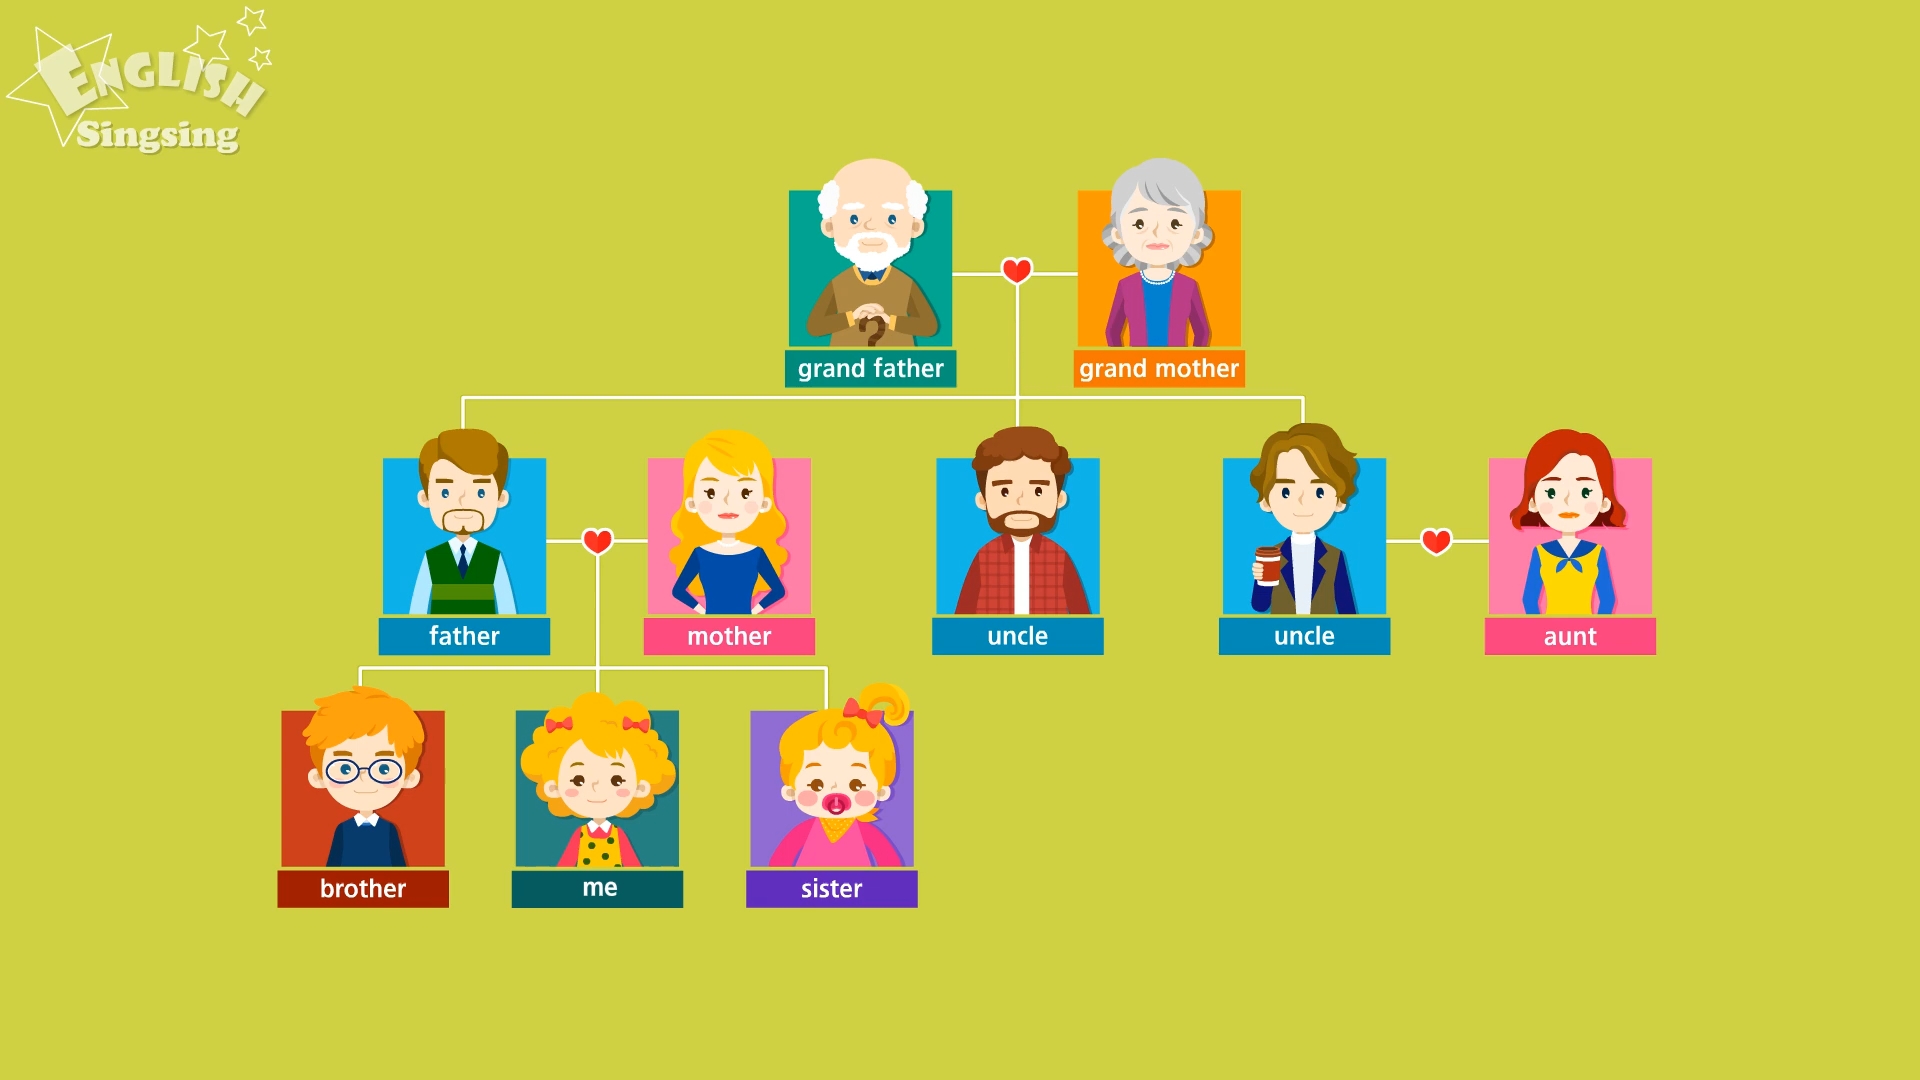 ENGLISH
Singsing
grand father
grand mother
father
mother
uncle
uncle
aunt
brother
me
sister